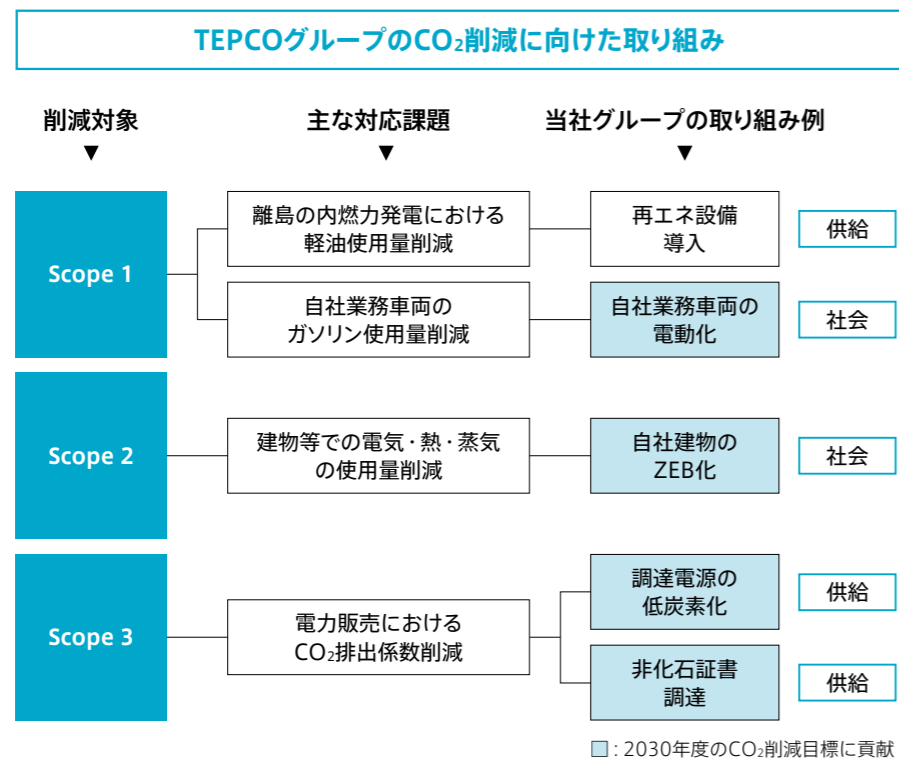 TEPCOグループのCO₂削減に向けた取り組み
削減対象
▼
主な対応課題
▼
当社グループの取り組み例
▼
Scope 1
離島の内燃力発電における
軽油使用量削減
再エネ設備
導入
供給
自社業務車両の
ガソリン使用量削減
自社業務車両の
電動化
社会
Scope 2
建物等での電気・熱・蒸気
の使用量削減
自社建物の
ZEB化
社会
Scope 3
電力販売における
CO₂排出係数削減
調達電源の
低炭素化
供給
非化石証書
調達
供給
□：2030年度のCO₂削減目標に貢献